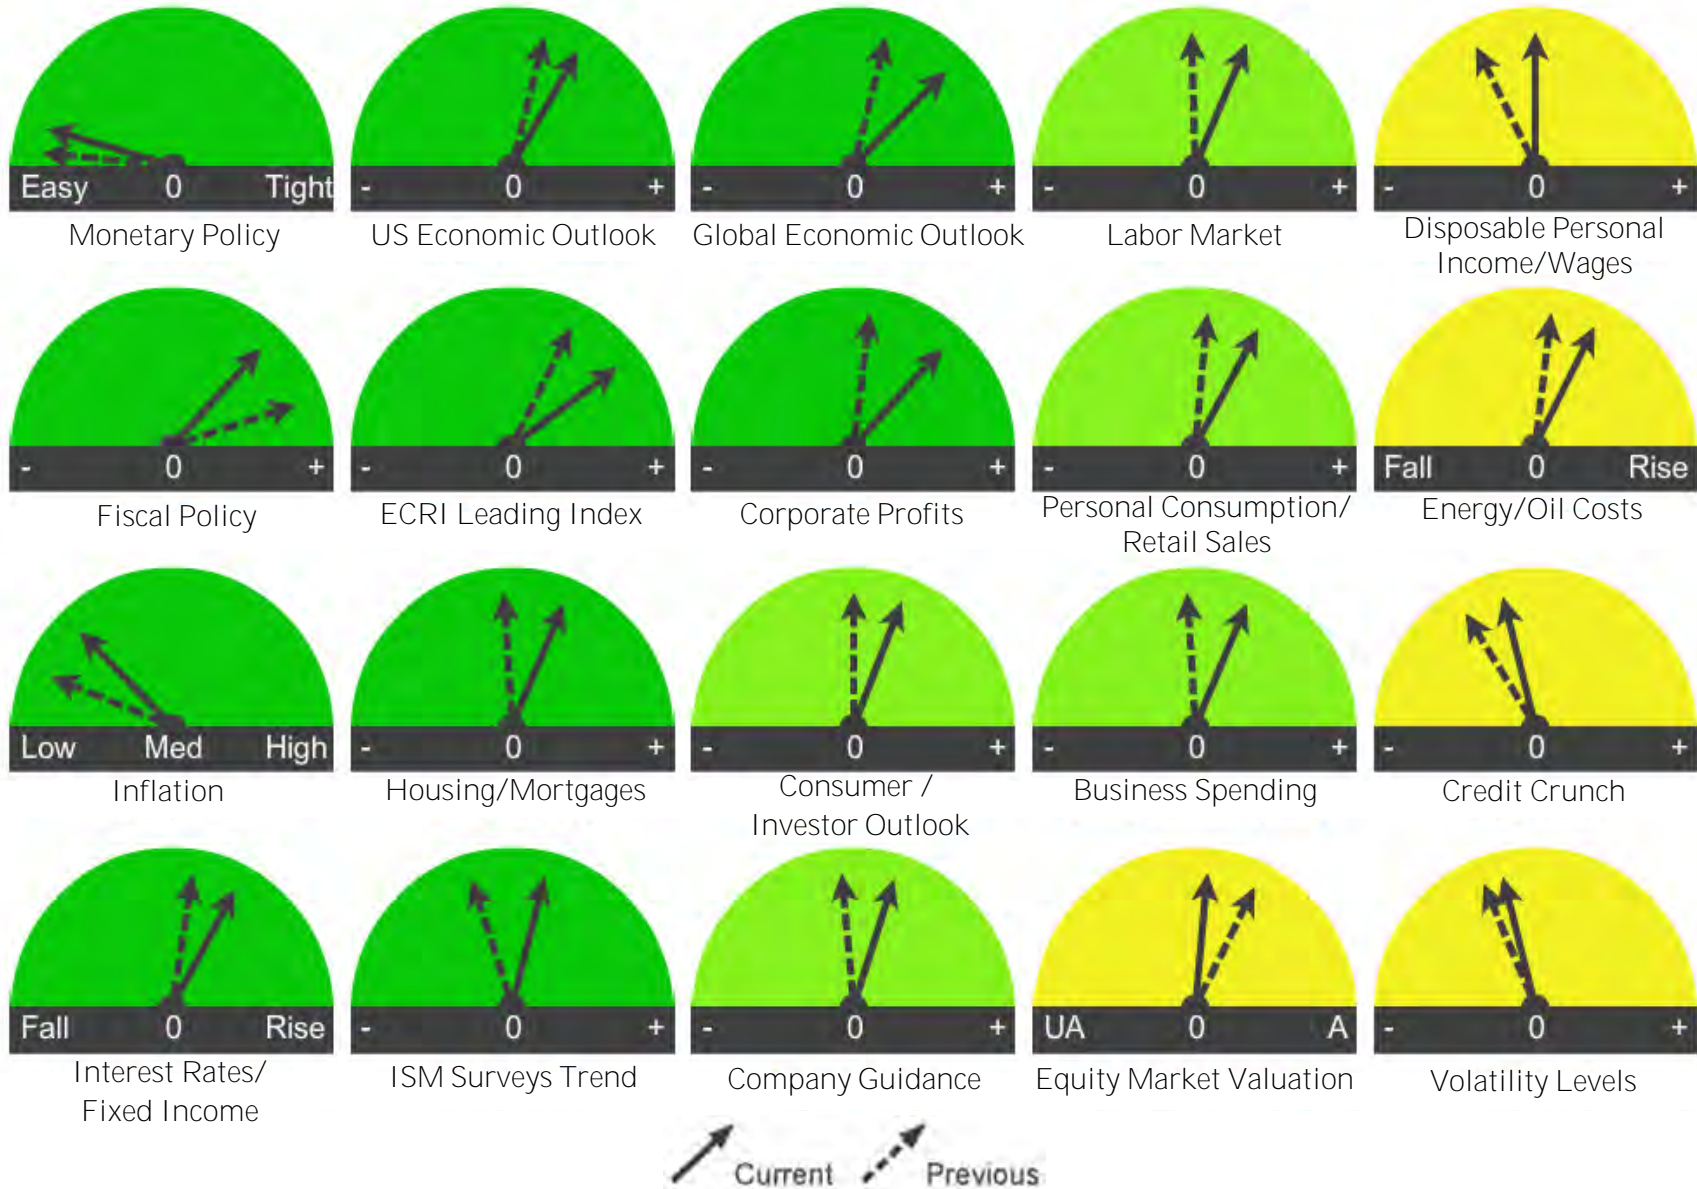 Easy 0 Tight
- 0 +
- 0 +
- 0 +
- 0 +
Monetary Policy
US Economic Outlook
Global Economic Outlook
Labor Market
Disposable Personal
Income/Wages
- 0 +
- 0 +
- 0 +
- 0 +
Fall 0 Rise
Fiscal Policy
ECRI Leading Index
Corporate Profits
Personal Consumption/
Retail Sales
Energy/Oil Costs
Low Med High
- 0 +
- 0 +
- 0 +
- 0 +
Inflation
Housing/Mortgages
Consumer /
Investor Outlook
Business Spending
Credit Crunch
Fall 0 Rise
- 0 +
- 0 +
UA 0 A
- 0 +
Interest Rates/
Fixed Income
ISM Surveys Trend
Company Guidance
Equity Market Valuation
Volatility Levels
Current
Previous